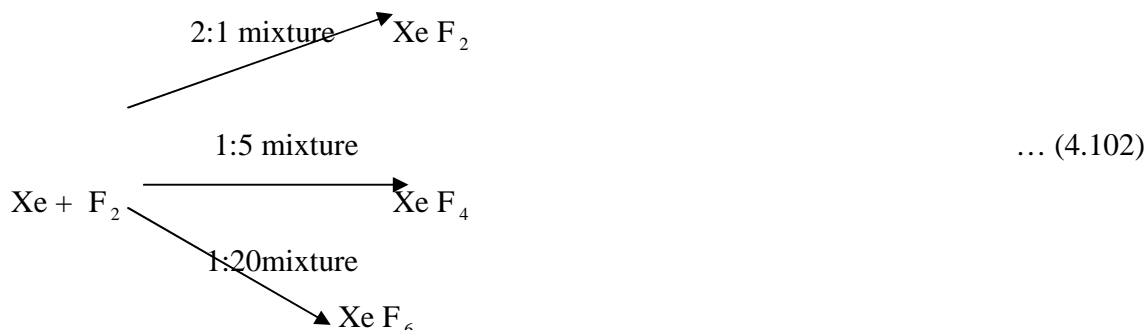 2:1 mixture Xe F₂
1:5 mixture … (4.102)
Xe + F₂ Xe F₄
1:20mixture
Xe F₆